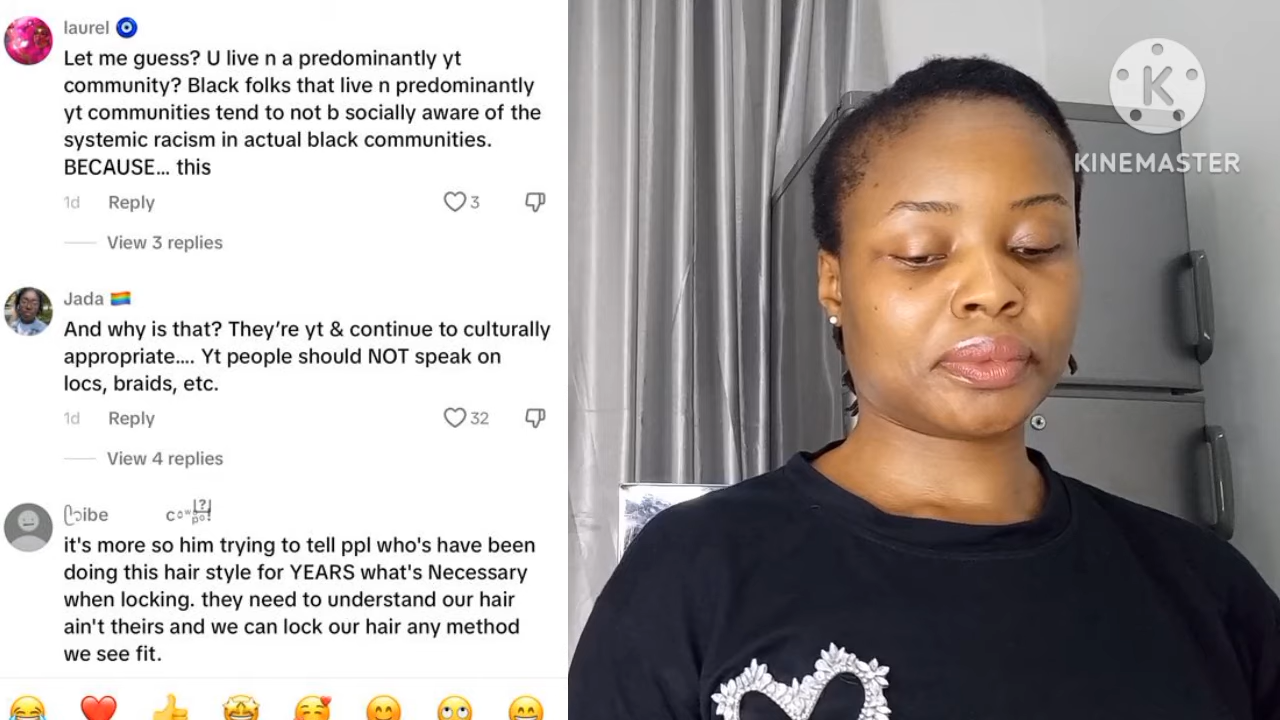 laurel 🧿
Let me guess? U live n a predominantly yt
community? Black folks that live n predominantly
yt communities tend to not b socially aware of the
systemic racism in actual black communities.
BECAUSE... this
1d Reply 3
View 3 replies
Jada 🏳️‍🌈
And why is that? They’re yt & continue to culturally
appropriate.... Yt people should NOT speak on
locs, braids, etc.
1d Reply 32
View 4 replies
it's more so him trying to tell ppl who's have been
doing this hair style for YEARS what's Necessary
when locking. they need to understand our hair
ain't theirs and we can lock our hair any method
we see fit.
K
KINEMASTER